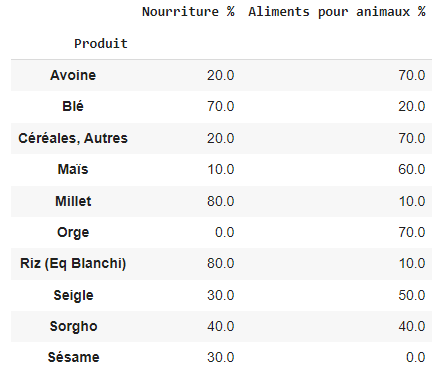 Nourriture % Aliments pour animaux %
Produit
Avoine 20.0 70.0
Blé 70.0 20.0
Céréales, Autres 20.0 70.0
Maïs 10.0 60.0
Millet 80.0 10.0
Orge 0.0 70.0
Riz (Eq Blanchi) 80.0 10.0
Seigle 30.0 50.0
Sorgho 40.0 40.0
Sésame 30.0 0.0